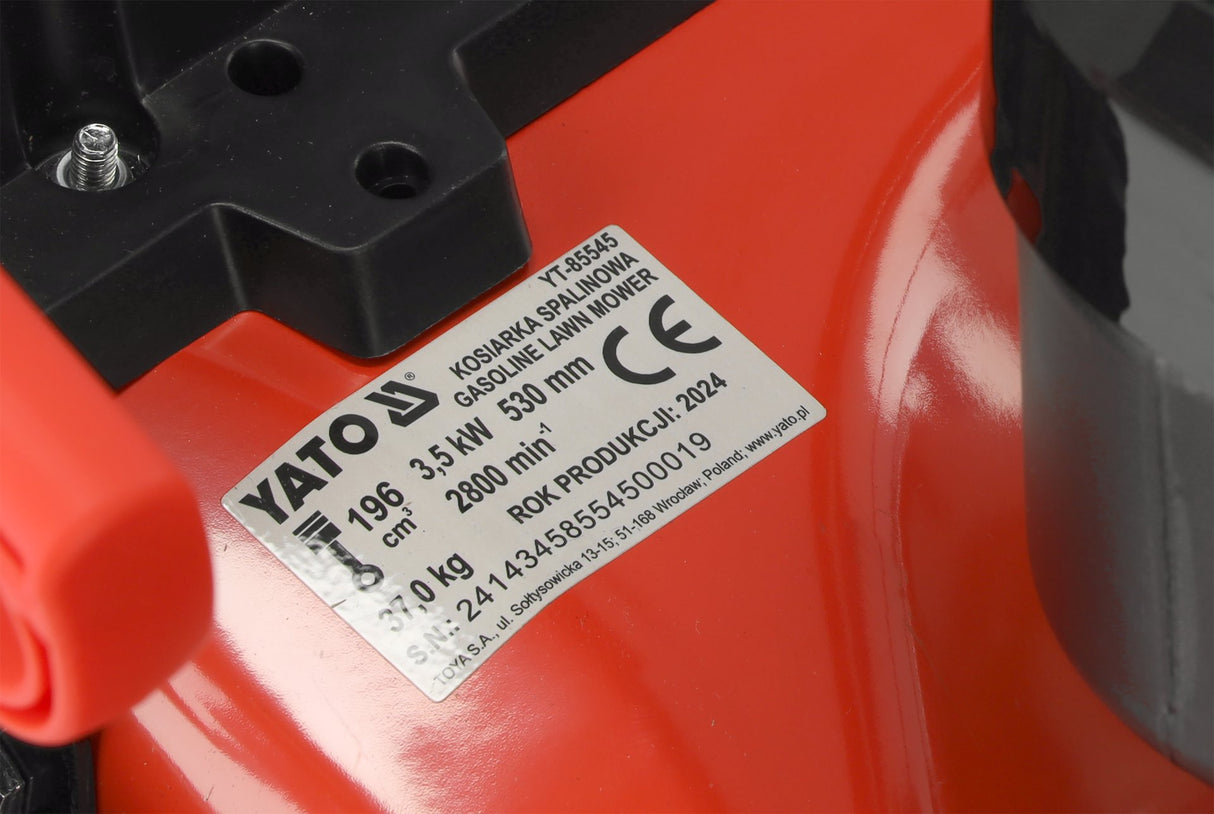 YATO ®
YT-85545
KOSIARKA SPALINOWA
GASOLINE LAWN MOWER
196 cm³
3,5 kW 530 mm
2800 min-1
CE
37,0 kg
ROK PRODUKCJI: 2024
S.N.: 24143458554500019
TOYA S.A., ul. Sołtysowicka 13-15; 51-168 Wrocław; Poland; www.yato.pl